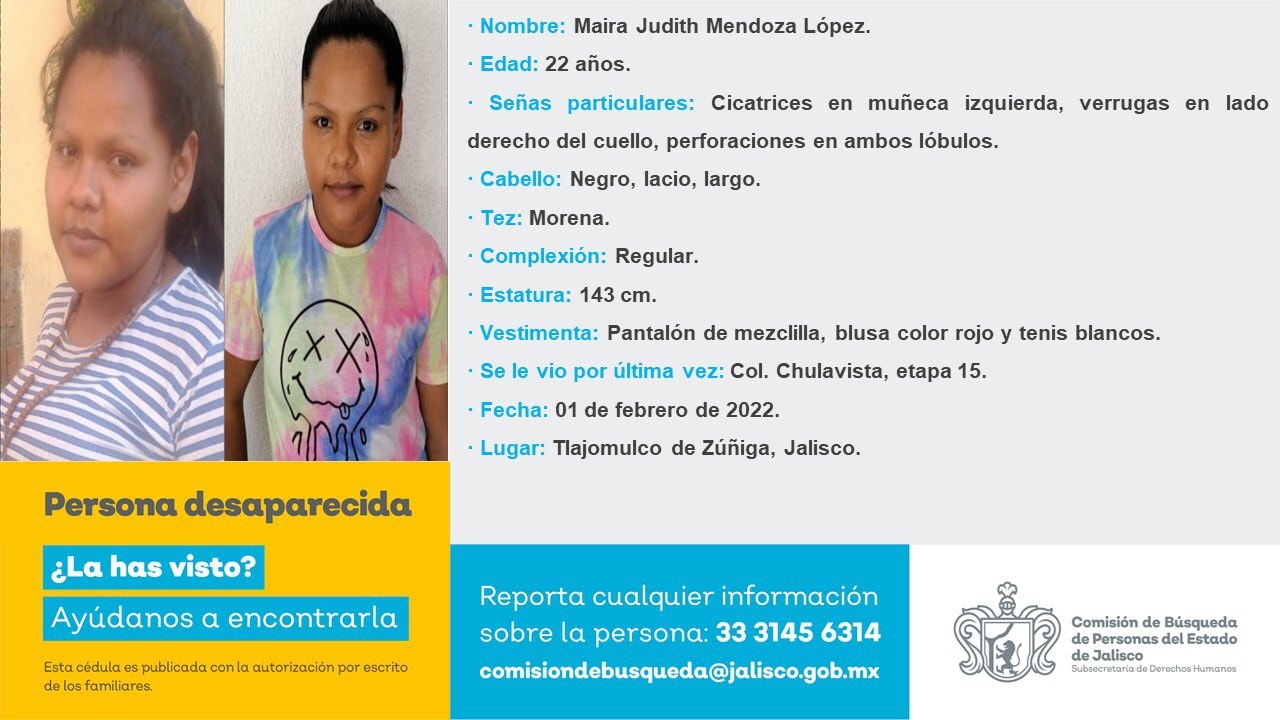 · Nombre: Maira Judith Mendoza López.
· Edad: 22 años.
· Señas particulares: Cicatrices en muñeca izquierda, verrugas en lado
derecho del cuello, perforaciones en ambos lóbulos.
· Cabello: Negro, lacio, largo.
· Tez: Morena.
· Complexión: Regular.
· Estatura: 143 cm.
· Vestimenta: Pantalón de mezclilla, blusa color rojo y tenis blancos.
· Se le vio por última vez: Col. Chulavista, etapa 15.
· Fecha: 01 de febrero de 2022.
· Lugar: Tlajomulco de Zúñiga, Jalisco.
Persona desaparecida
¿La has visto?
Ayúdanos a encontrarla
Esta cédula es publicada con la autorización por escrito
de los familiares.
Reporta cualquier información
sobre la persona: 33 3145 6314
comisiondebusqueda@jalisco.gob.mx
Comisión de Búsqueda
de Personas del Estado
de Jalisco
Subsecretaría de Derechos Humanos